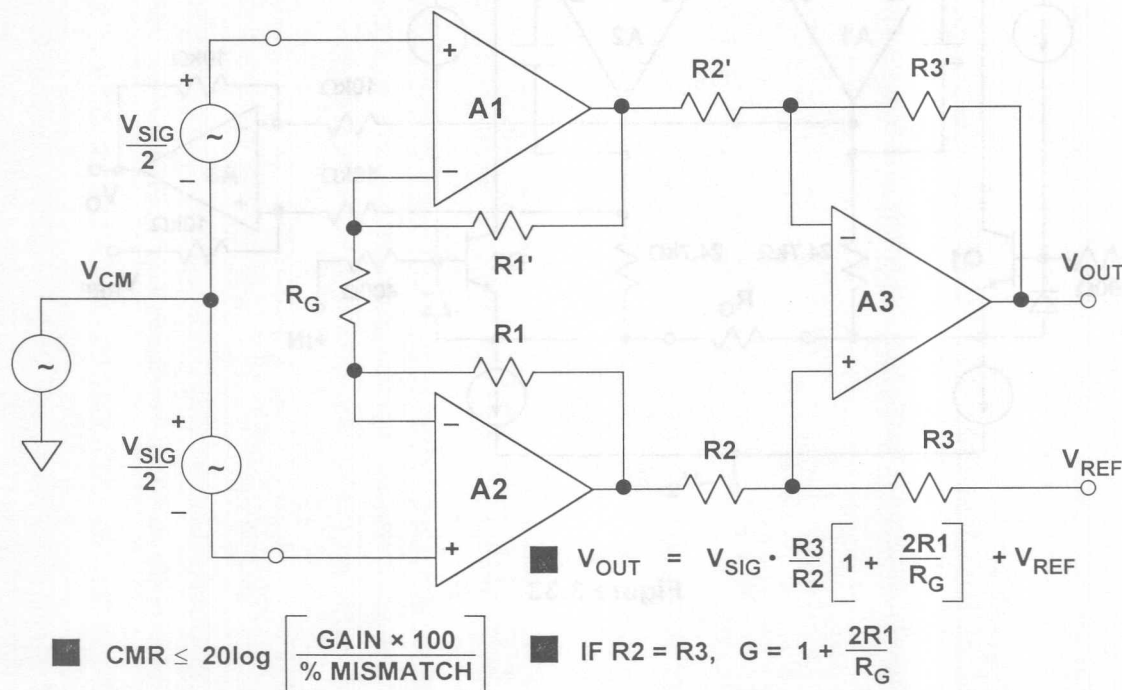 +
V_SIG/2
~
−
V_CM
~
+
V_SIG/2
~
−
+
A1
−
R1'
R_G
R1
−
A2
+
R2'
R3'
−
A3
+
V_OUT
R2
R3
V_REF
■ V_OUT = V_SIG • R3/R2 [1 + 2R1/R_G] + V_REF
■ CMR ≤ 20log [GAIN × 100 / % MISMATCH]
■ IF R2 = R3, G = 1 + 2R1/R_G